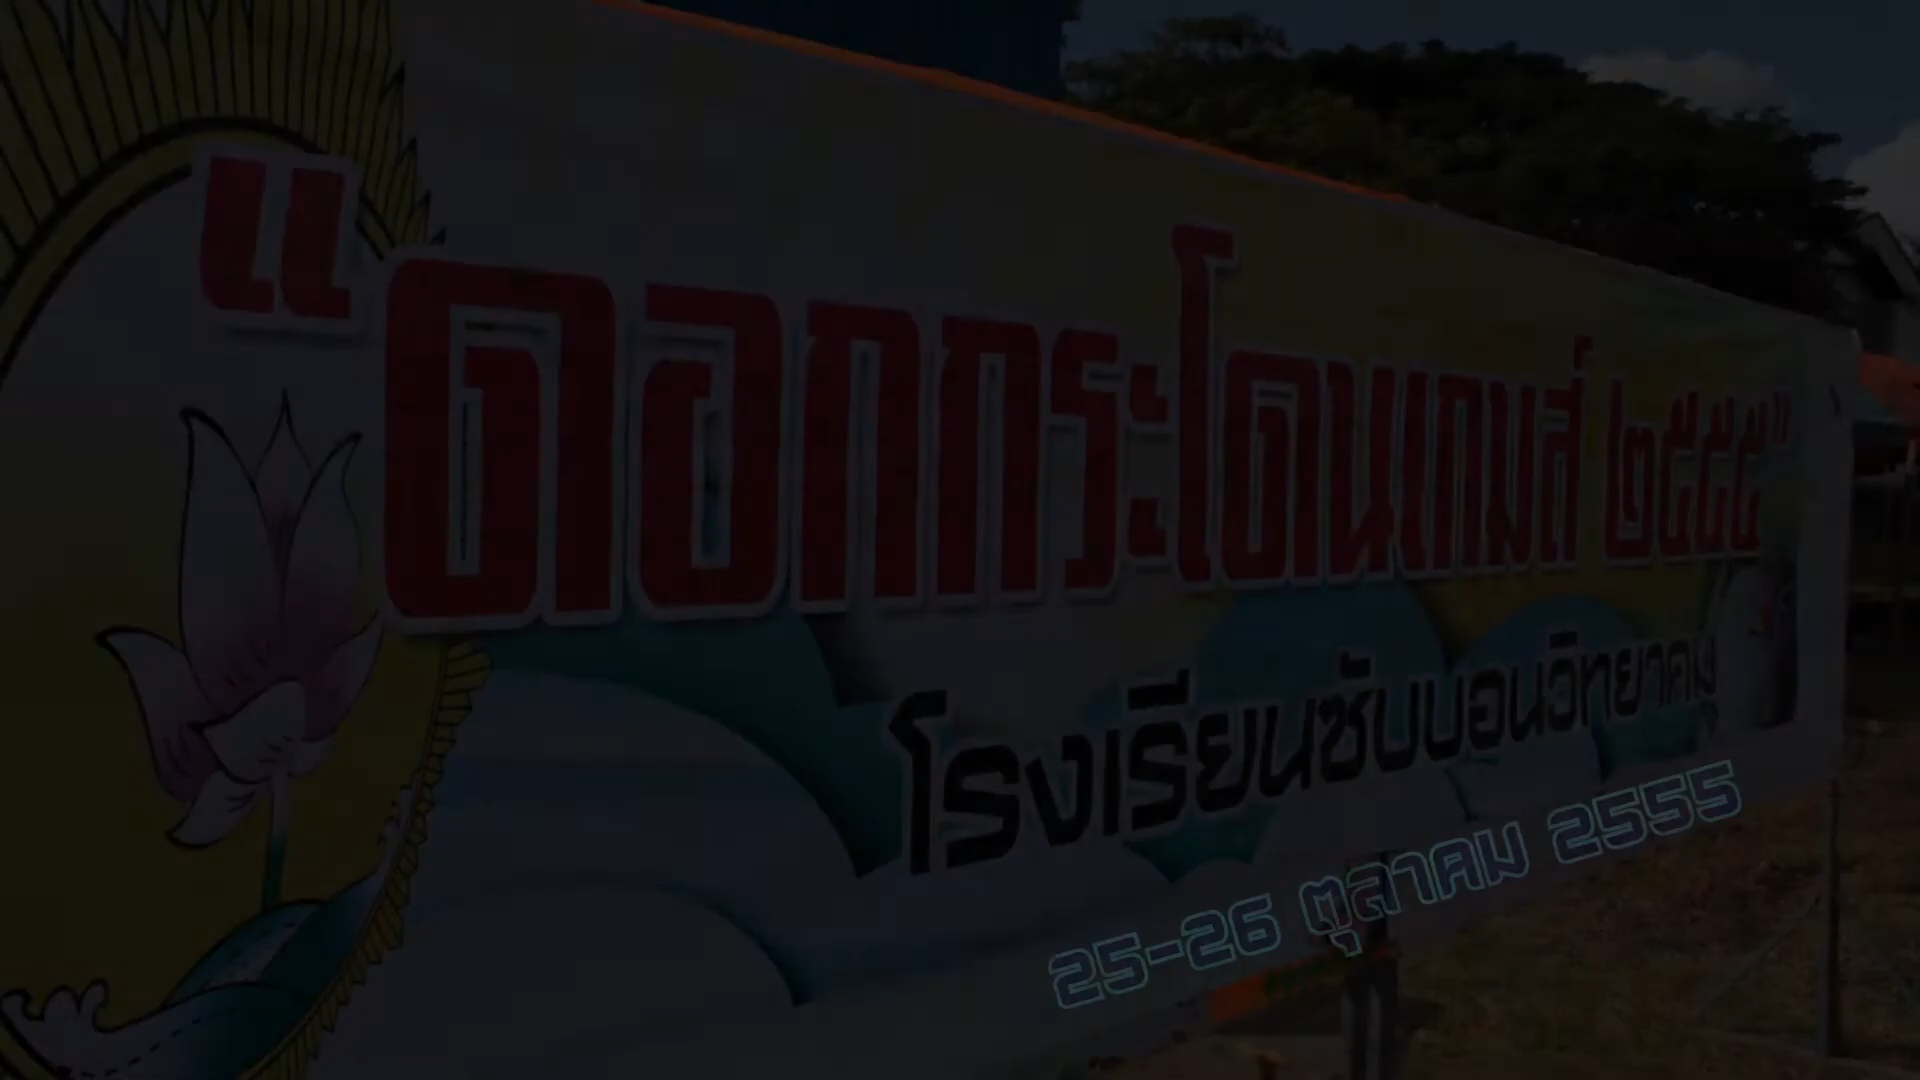 "ดอกกระโดนเกมส์ ๒๕๕๕"
โรงเรียนซับบอนวิทยาคม
25-26 ตุลาคม 2555